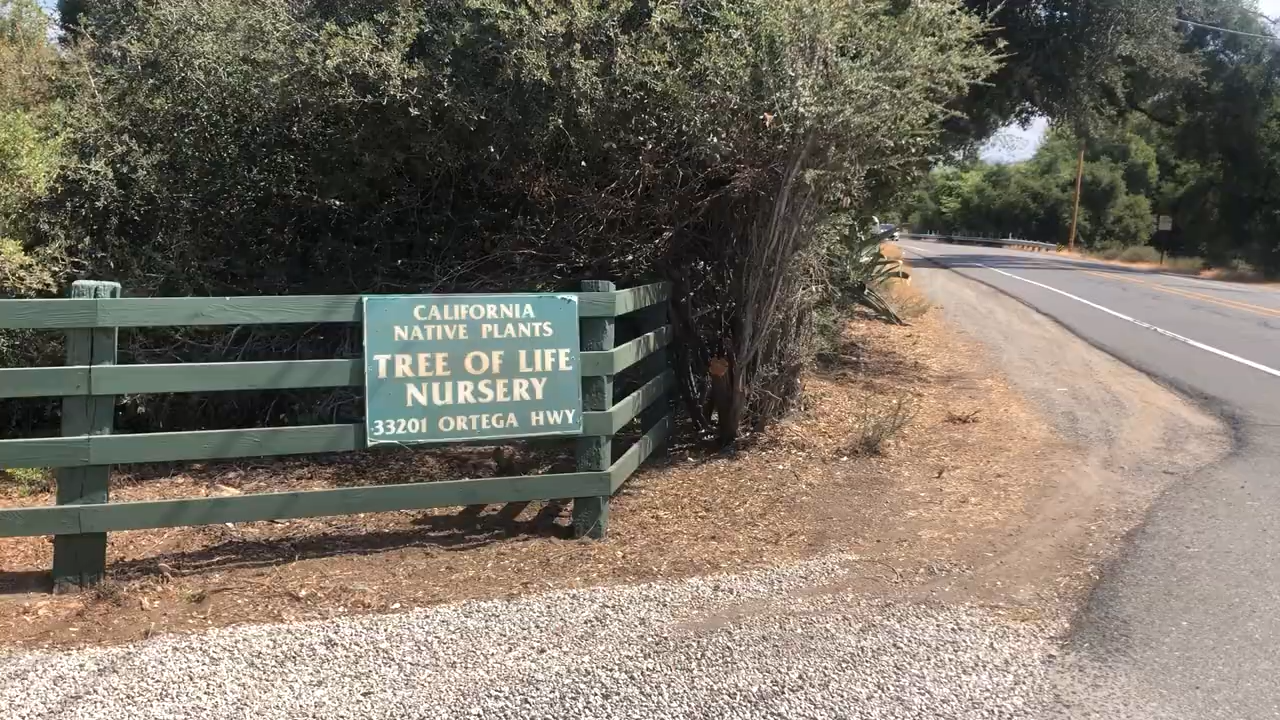 CALIFORNIA
NATIVE PLANTS
TREE OF LIFE
NURSERY
33201 ORTEGA HWY